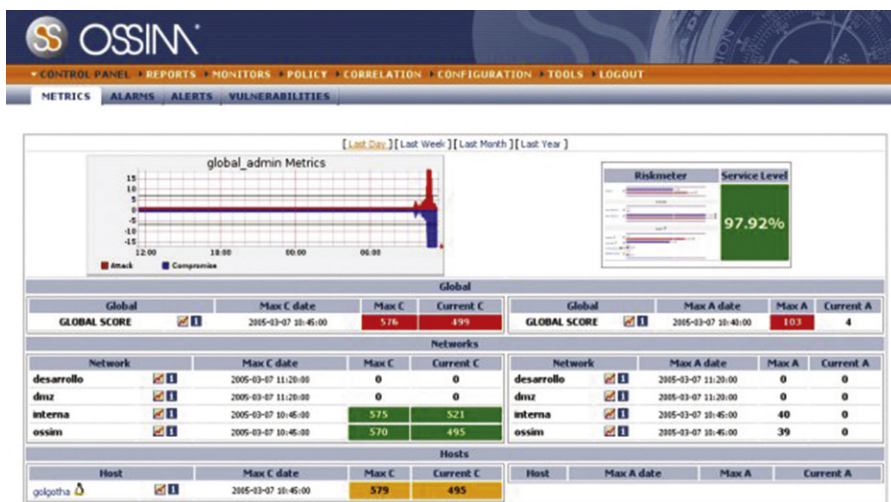 OSSIM
CONTROL PANEL REPORTS MONITORS POLICY CORRELATION CONFIGURATION TOOLS LOGOUT
METRICS ALARMS ALERTS VULNERABILITIES
[ Last Day ] [ Last Week ] [ Last Month ] [ Last Year ]
global_admin Metrics
15
10
5
0
-5
-10
-15
12:00 18:00 00:00 06:00
Attack Compromise
Riskmeter Service Level
97.92%
Global
Global Max C date Max C Current C Global Max A date Max A Current A
GLOBAL SCORE 2005-03-07 10:45:00 576 499 GLOBAL SCORE 2005-03-07 10:40:00 103 4
Networks
Network Max C date Max C Current C Network Max A date Max A Current A
desarrollo 2005-03-07 11:20:00 0 0 desarrollo 2005-03-07 11:20:00 0 0
dmz 2005-03-07 11:20:00 0 0 dmz 2005-03-07 11:20:00 0 0
interna 2005-03-07 10:45:00 575 521 interna 2005-03-07 10:45:00 40 0
ossim 2005-03-07 10:45:00 570 495 ossim 2005-03-07 10:45:00 39 0
Hosts
Host Max C date Max C Current C Host Max A date Max A Current A
golgotha 2005-03-07 10:45:00 579 495